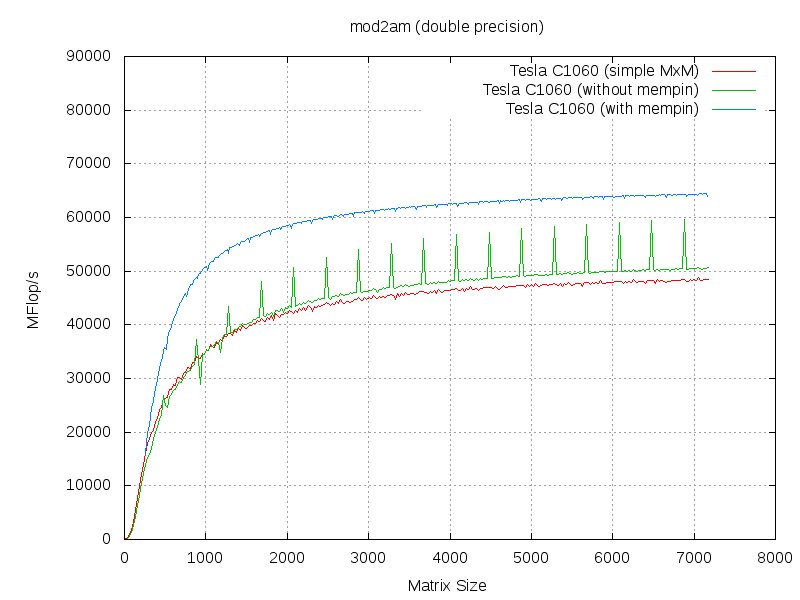 mod2am (double precision)
90000
80000
70000
60000
50000
40000
30000
20000
10000
0
MFlop/s
Tesla C1060 (simple MxM)
Tesla C1060 (without mempin)
Tesla C1060 (with mempin)
0 1000 2000 3000 4000 5000 6000 7000 8000
Matrix Size